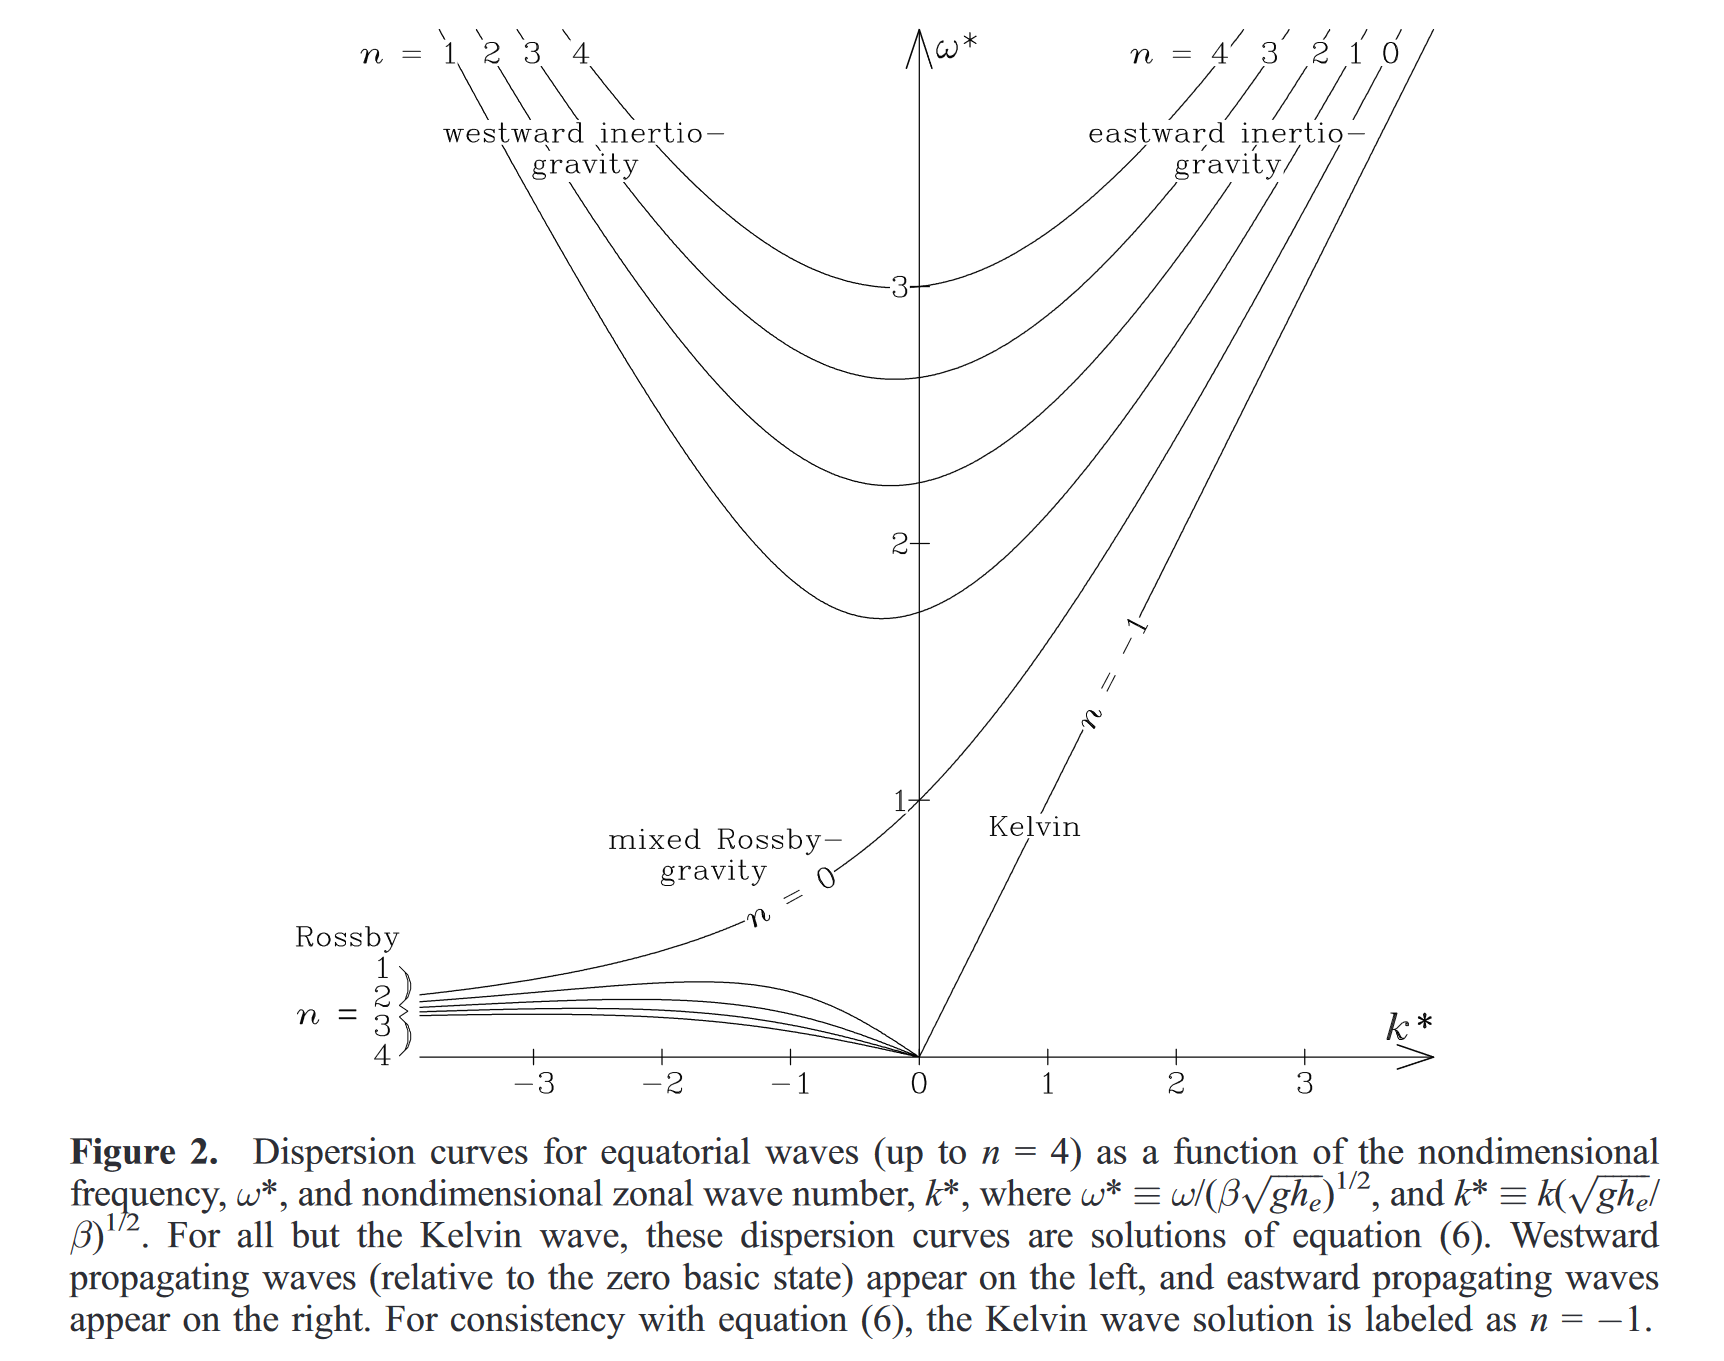 n = 1 2 3 4
ω*
n = 4 3 2 1 0
westward inertio-
gravity
eastward inertio-
gravity
3
2
1
n = -1
Kelvin
mixed Rossby-
gravity
n = 0
Rossby
n = 1
2
3
4
k*
-3 -2 -1 0 1 2 3
Figure 2. Dispersion curves for equatorial waves (up to n = 4) as a function of the nondimensional
frequency, ω*, and nondimensional zonal wave number, k*, where ω* ≡ ω/(β√ghₑ)^1/2, and k* ≡ k(√ghₑ/
β)^1/2. For all but the Kelvin wave, these dispersion curves are solutions of equation (6). Westward
propagating waves (relative to the zero basic state) appear on the left, and eastward propagating waves
appear on the right. For consistency with equation (6), the Kelvin wave solution is labeled as n = −1.